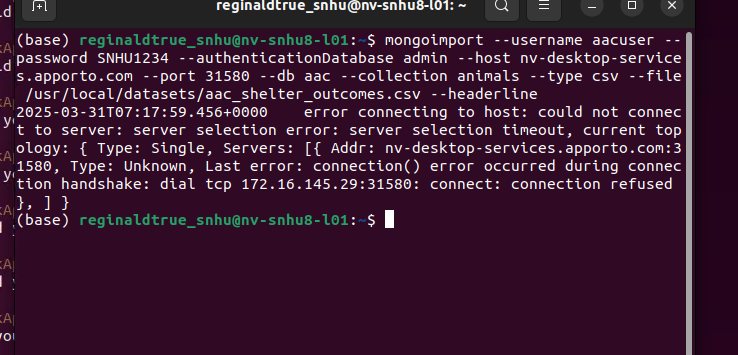 reginaldtrue_snhu@nv-snhu8-l01: ~
(base) reginaldtrue_snhu@nv-snhu8-l01:~$ mongoimport --username aacuser --
password SNHU1234 --authenticationDatabase admin --host nv-desktop-service
s.apporto.com --port 31580 --db aac --collection animals --type csv --file
 /usr/local/datasets/aac_shelter_outcomes.csv --headerline
2025-03-31T07:17:59.456+0000    error connecting to host: could not connec
t to server: server selection error: server selection timeout, current top
ology: { Type: Single, Servers: [{ Addr: nv-desktop-services.apporto.com:3
1580, Type: Unknown, Last error: connection() error occurred during connec
tion handshake: dial tcp 172.16.145.29:31580: connect: connection refused
}, ] }
(base) reginaldtrue_snhu@nv-snhu8-l01:~$